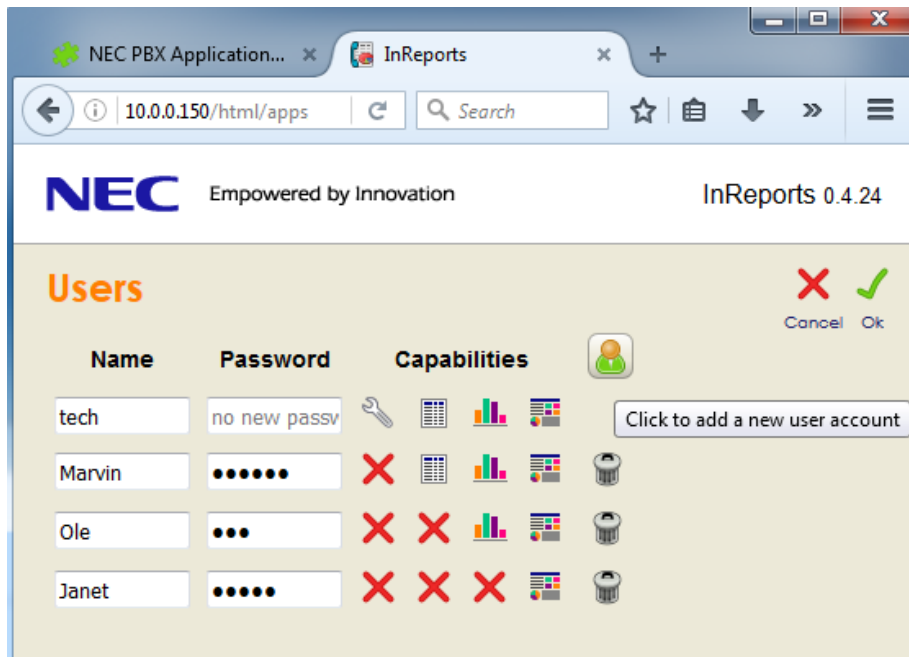 NEC PBX Application... InReports
10.0.0.150/html/apps Search
NEC Empowered by Innovation InReports 0.4.24
Users
Cancel Ok
Name Password Capabilities
tech no new passw
Click to add a new user account
Marvin ●●●●●●
Ole ●●●
Janet ●●●●●